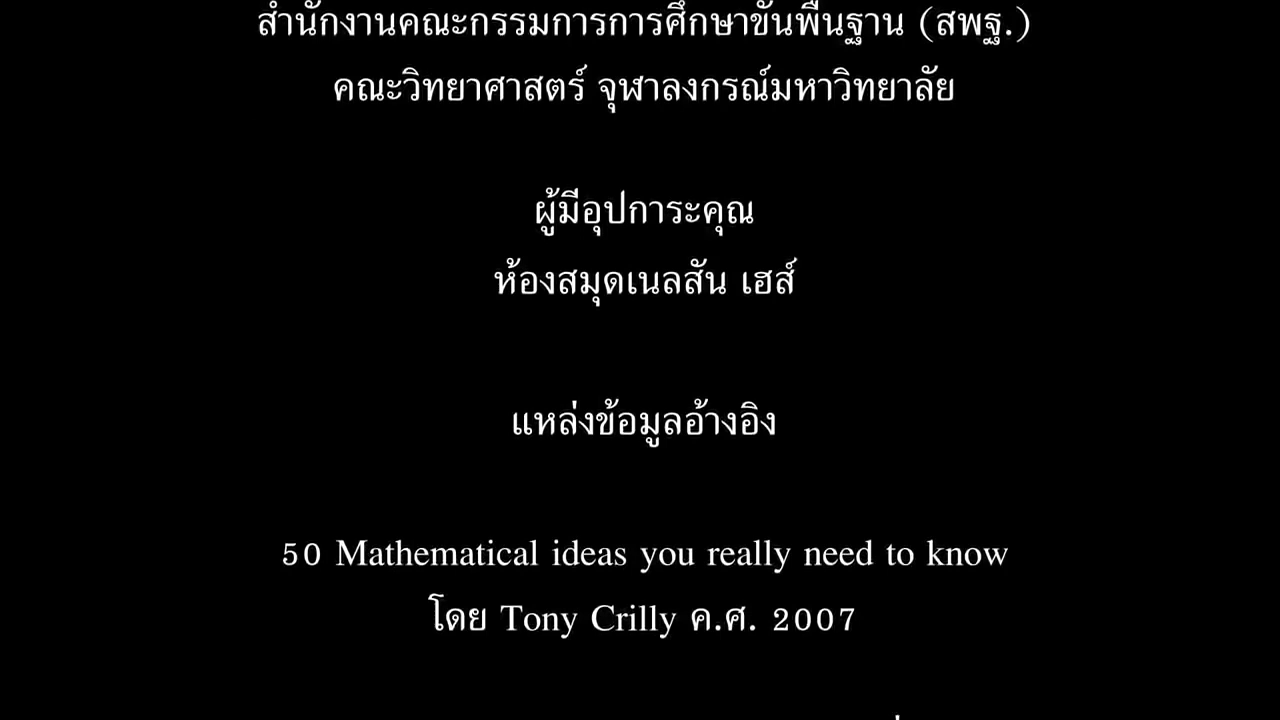 สำนักงานคณะกรรมการการศึกษาขั้นพื้นฐาน (สพฐ.)
คณะวิทยาศาสตร์ จุฬาลงกรณ์มหาวิทยาลัย
ผู้มีอุปการะคุณ
ห้องสมุดเนลสัน เฮส์
แหล่งข้อมูลอ้างอิง
50 Mathematical ideas you really need to know
โดย Tony Crilly ค.ศ. 2007